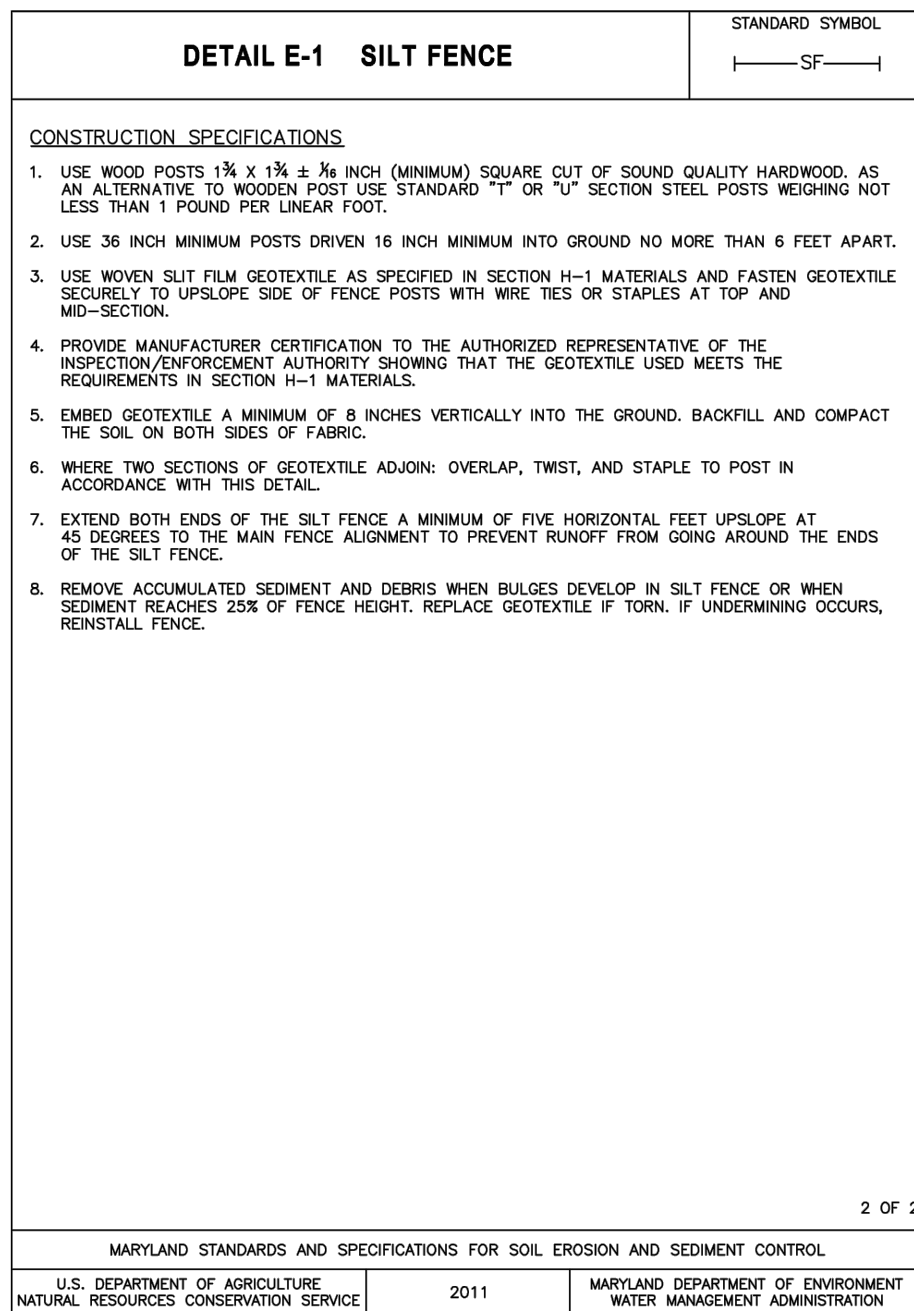 DETAIL E-1 SILT FENCE
STANDARD SYMBOL
SF
CONSTRUCTION SPECIFICATIONS
1. USE WOOD POSTS 1¾ X 1¾ ± 1⁄16 INCH (MINIMUM) SQUARE CUT OF SOUND QUALITY HARDWOOD. AS
AN ALTERNATIVE TO WOODEN POST USE STANDARD "T" OR "U" SECTION STEEL POSTS WEIGHING NOT
LESS THAN 1 POUND PER LINEAR FOOT.
2. USE 36 INCH MINIMUM POSTS DRIVEN 16 INCH MINIMUM INTO GROUND NO MORE THAN 6 FEET APART.
3. USE WOVEN SLIT FILM GEOTEXTILE AS SPECIFIED IN SECTION H-1 MATERIALS AND FASTEN GEOTEXTILE
SECURELY TO UPSLOPE SIDE OF FENCE POSTS WITH WIRE TIES OR STAPLES AT TOP AND
MID-SECTION.
4. PROVIDE MANUFACTURER CERTIFICATION TO THE AUTHORIZED REPRESENTATIVE OF THE
INSPECTION/ENFORCEMENT AUTHORITY SHOWING THAT THE GEOTEXTILE USED MEETS THE
REQUIREMENTS IN SECTION H-1 MATERIALS.
5. EMBED GEOTEXTILE A MINIMUM OF 8 INCHES VERTICALLY INTO THE GROUND. BACKFILL AND COMPACT
THE SOIL ON BOTH SIDES OF FABRIC.
6. WHERE TWO SECTIONS OF GEOTEXTILE ADJOIN: OVERLAP, TWIST, AND STAPLE TO POST IN
ACCORDANCE WITH THIS DETAIL.
7. EXTEND BOTH ENDS OF THE SILT FENCE A MINIMUM OF FIVE HORIZONTAL FEET UPSLOPE AT
45 DEGREES TO THE MAIN FENCE ALIGNMENT TO PREVENT RUNOFF FROM GOING AROUND THE ENDS
OF THE SILT FENCE.
8. REMOVE ACCUMULATED SEDIMENT AND DEBRIS WHEN BULGES DEVELOP IN SILT FENCE OR WHEN
SEDIMENT REACHES 25% OF FENCE HEIGHT. REPLACE GEOTEXTILE IF TORN. IF UNDERMINING OCCURS,
REINSTALL FENCE.
2 OF 2
MARYLAND STANDARDS AND SPECIFICATIONS FOR SOIL EROSION AND SEDIMENT CONTROL
U.S. DEPARTMENT OF AGRICULTURE
NATURAL RESOURCES CONSERVATION SERVICE
2011
MARYLAND DEPARTMENT OF ENVIRONMENT
WATER MANAGEMENT ADMINISTRATION